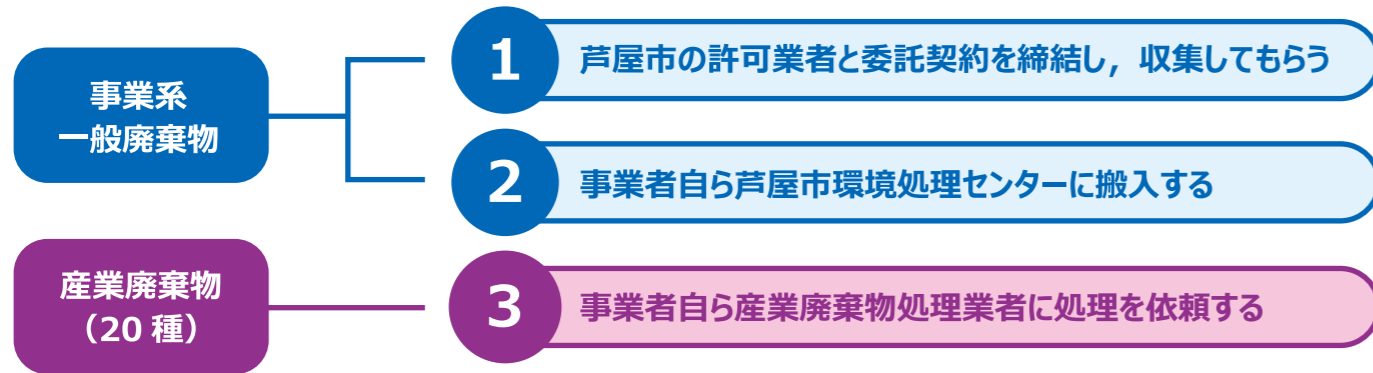 事業系
一般廃棄物
1
芦屋市の許可業者と委託契約を締結し，収集してもらう
2
事業者自ら芦屋市環境処理センターに搬入する
産業廃棄物
（20 種）
3
事業者自ら産業廃棄物処理業者に処理を依頼する